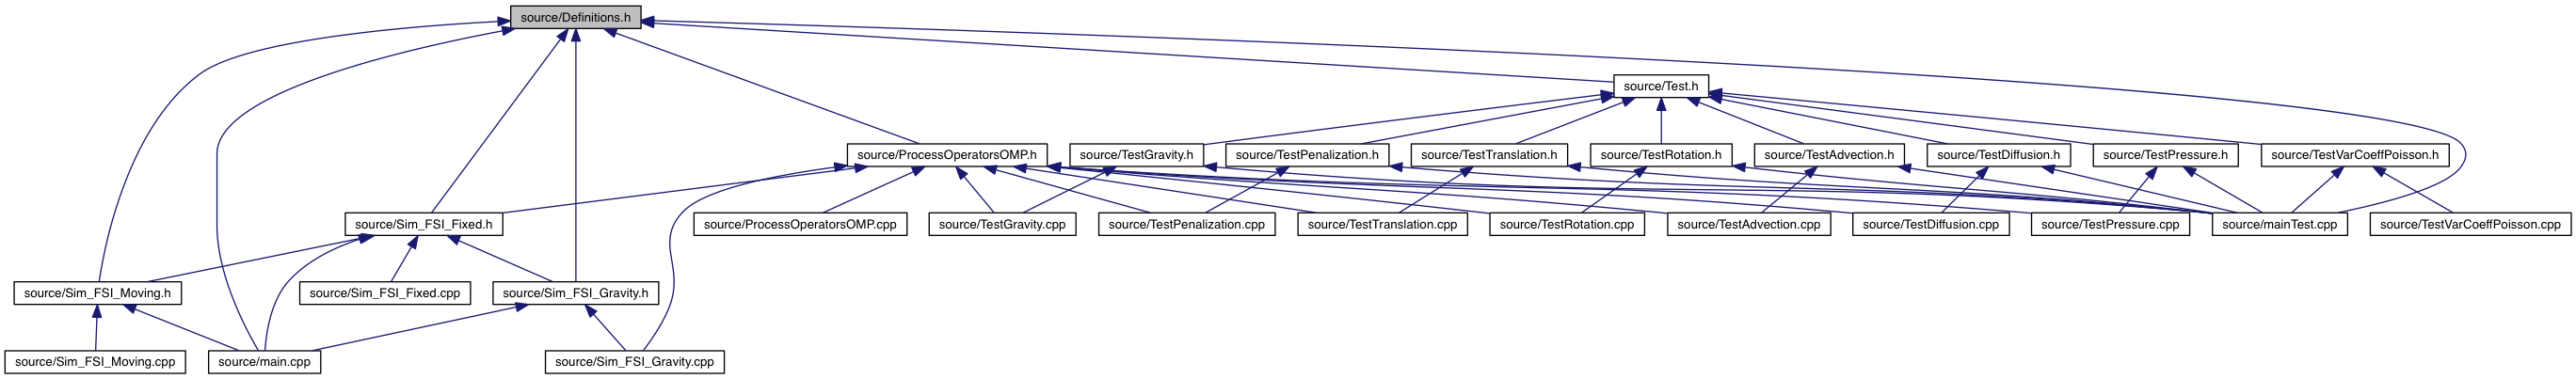 source/Definitions.h
source/Test.h
source/ProcessOperatorsOMP.h
source/TestGravity.h
source/TestPenalization.h
source/TestTranslation.h
source/TestRotation.h
source/TestAdvection.h
source/TestDiffusion.h
source/TestPressure.h
source/TestVarCoeffPoisson.h
source/Sim_FSI_Fixed.h
source/ProcessOperatorsOMP.cpp
source/TestGravity.cpp
source/TestPenalization.cpp
source/TestTranslation.cpp
source/TestRotation.cpp
source/TestAdvection.cpp
source/TestDiffusion.cpp
source/TestPressure.cpp
source/mainTest.cpp
source/TestVarCoeffPoisson.cpp
source/Sim_FSI_Moving.h
source/Sim_FSI_Fixed.cpp
source/Sim_FSI_Gravity.h
source/Sim_FSI_Moving.cpp
source/main.cpp
source/Sim_FSI_Gravity.cpp